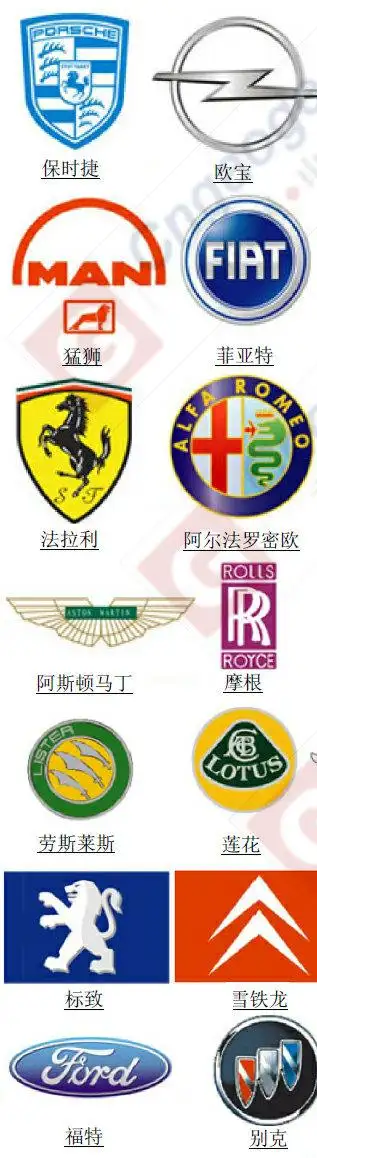 PORSCHE
STUTTGART
保时捷
欧宝
MAN
FIAT
猛狮
菲亚特
S F
ALFA ROMEO
法拉利
阿尔法罗密欧
ASTON MARTIN
ROLLS
RR
ROYCE
阿斯顿马丁
摩根
LISTER
LOTUS
劳斯莱斯
莲花
标致
雪铁龙
Ford
福特
别克